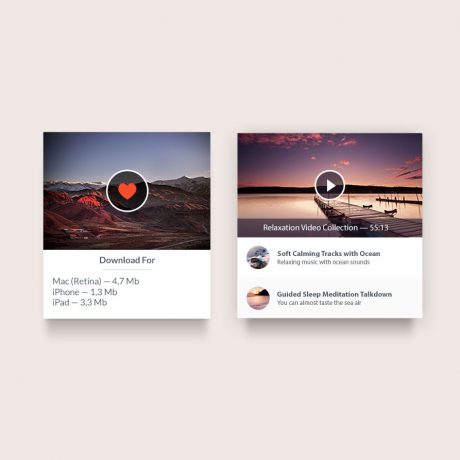 Download For
Mac (Retina) — 4,7 Mb
iPhone — 1,3 Mb
iPad — 3,3 Mb
Relaxation Video Collection — 55:13
Soft Calming Tracks with Ocean
Relaxing music with ocean sounds
Guided Sleep Meditation Talkdown
You can almost taste the sea air